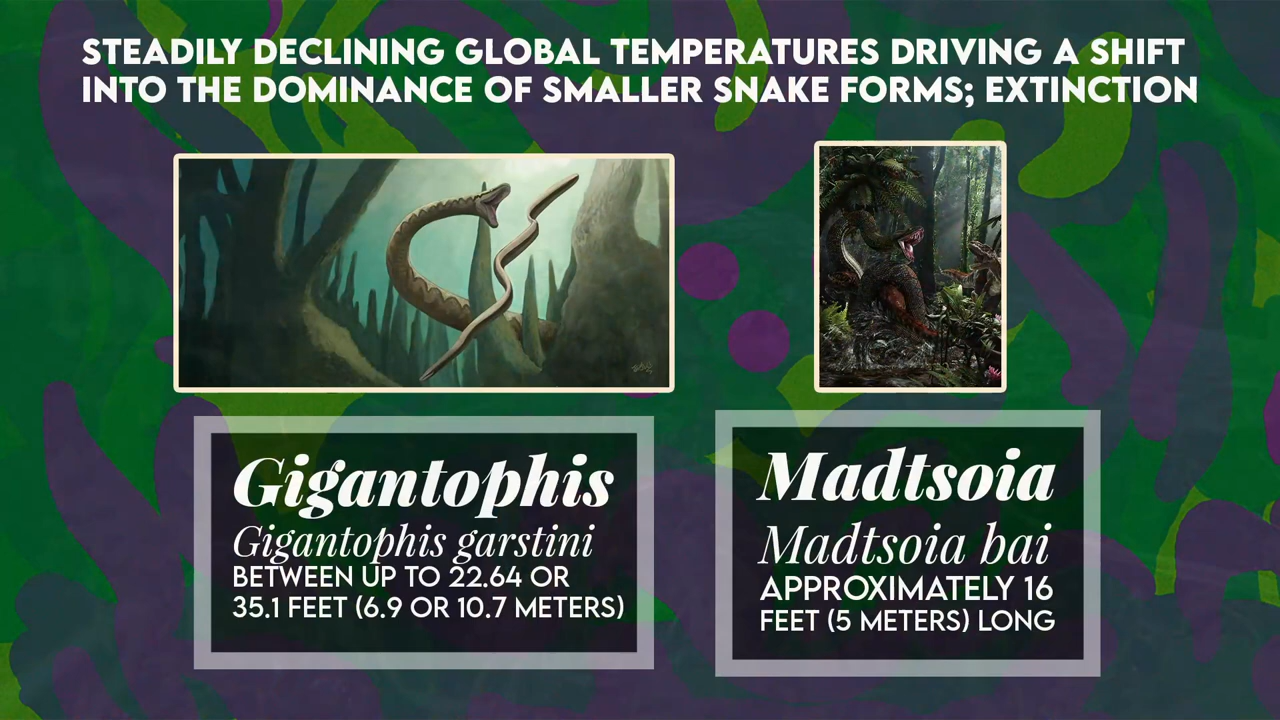 STEADILY DECLINING GLOBAL TEMPERATURES DRIVING A SHIFT
INTO THE DOMINANCE OF SMALLER SNAKE FORMS; EXTINCTION
Gigantophis
Gigantophis garstini
BETWEEN UP TO 22.64 OR
35.1 FEET (6.9 OR 10.7 METERS)
Madtsoia
Madtsoia bai
APPROXIMATELY 16
FEET (5 METERS) LONG